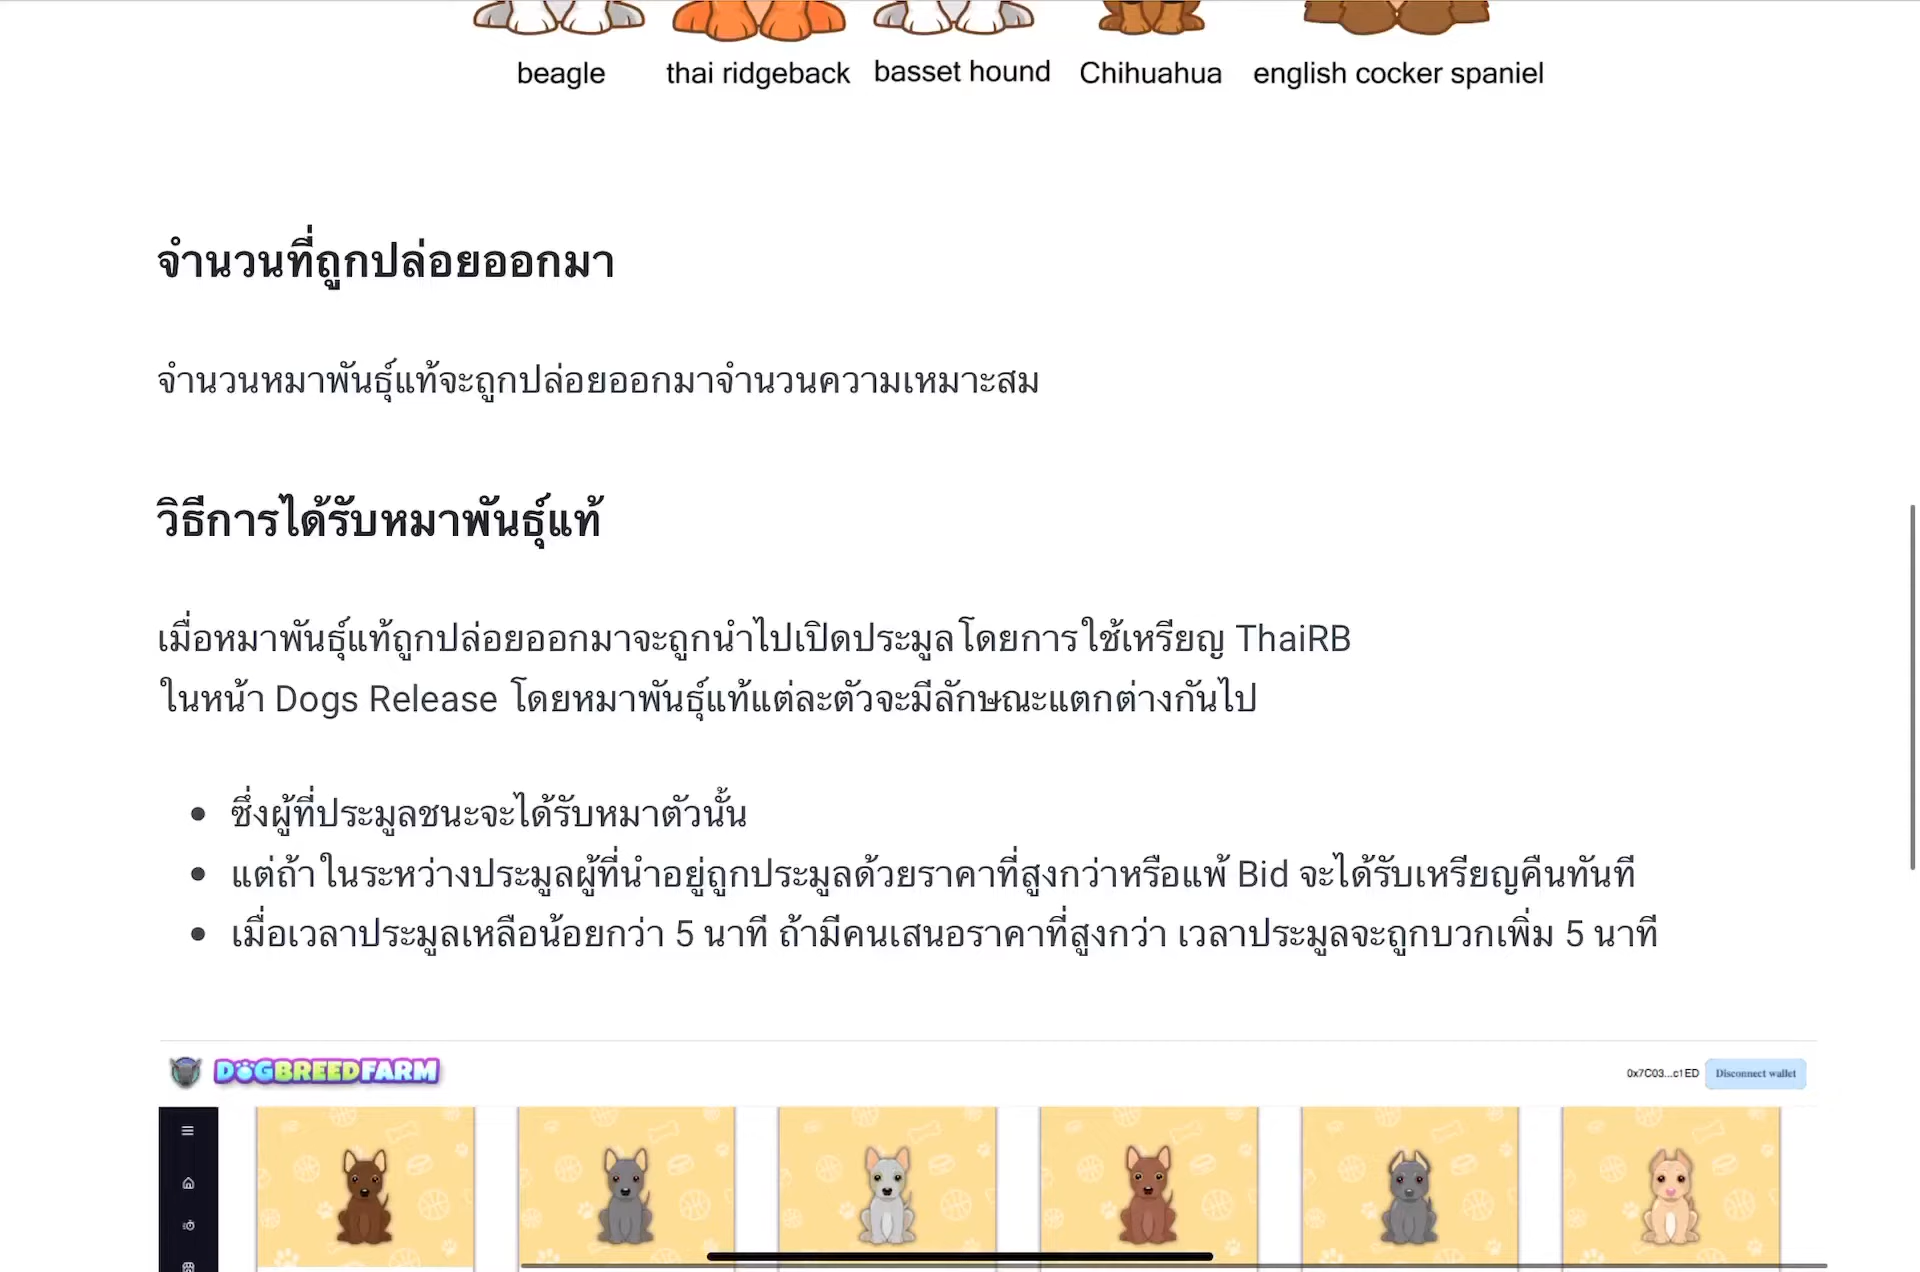 beagle thai ridgeback basset hound Chihuahua english cocker spaniel
จำนวนที่ถูกปล่อยออกมา
จำนวนหมาพันธุ์แท้จะถูกปล่อยออกมาจำนวนความเหมาะสม
วิธีการได้รับหมาพันธุ์แท้
เมื่อหมาพันธุ์แท้ถูกปล่อยออกมาจะถูกนำไปเปิดประมูลโดยการใช้เหรียญ ThaiRB
ในหน้า Dogs Release โดยหมาพันธุ์แท้แต่ละตัวจะมีลักษณะแตกต่างกันไป
• ซึ่งผู้ที่ประมูลชนะจะได้รับหมาตัวนั้น
• แต่ถ้าในระหว่างประมูลผู้ที่นำอยู่ถูกประมูลด้วยราคาที่สูงกว่าหรือแพ้ Bid จะได้รับเหรียญคืนทันที
• เมื่อเวลาประมูลเหลือน้อยกว่า 5 นาที ถ้ามีคนเสนอราคาที่สูงกว่า เวลาประมูลจะถูกบวกเพิ่ม 5 นาที
DOGBREEDFARM 0x7C03...c1ED Disconnect wallet